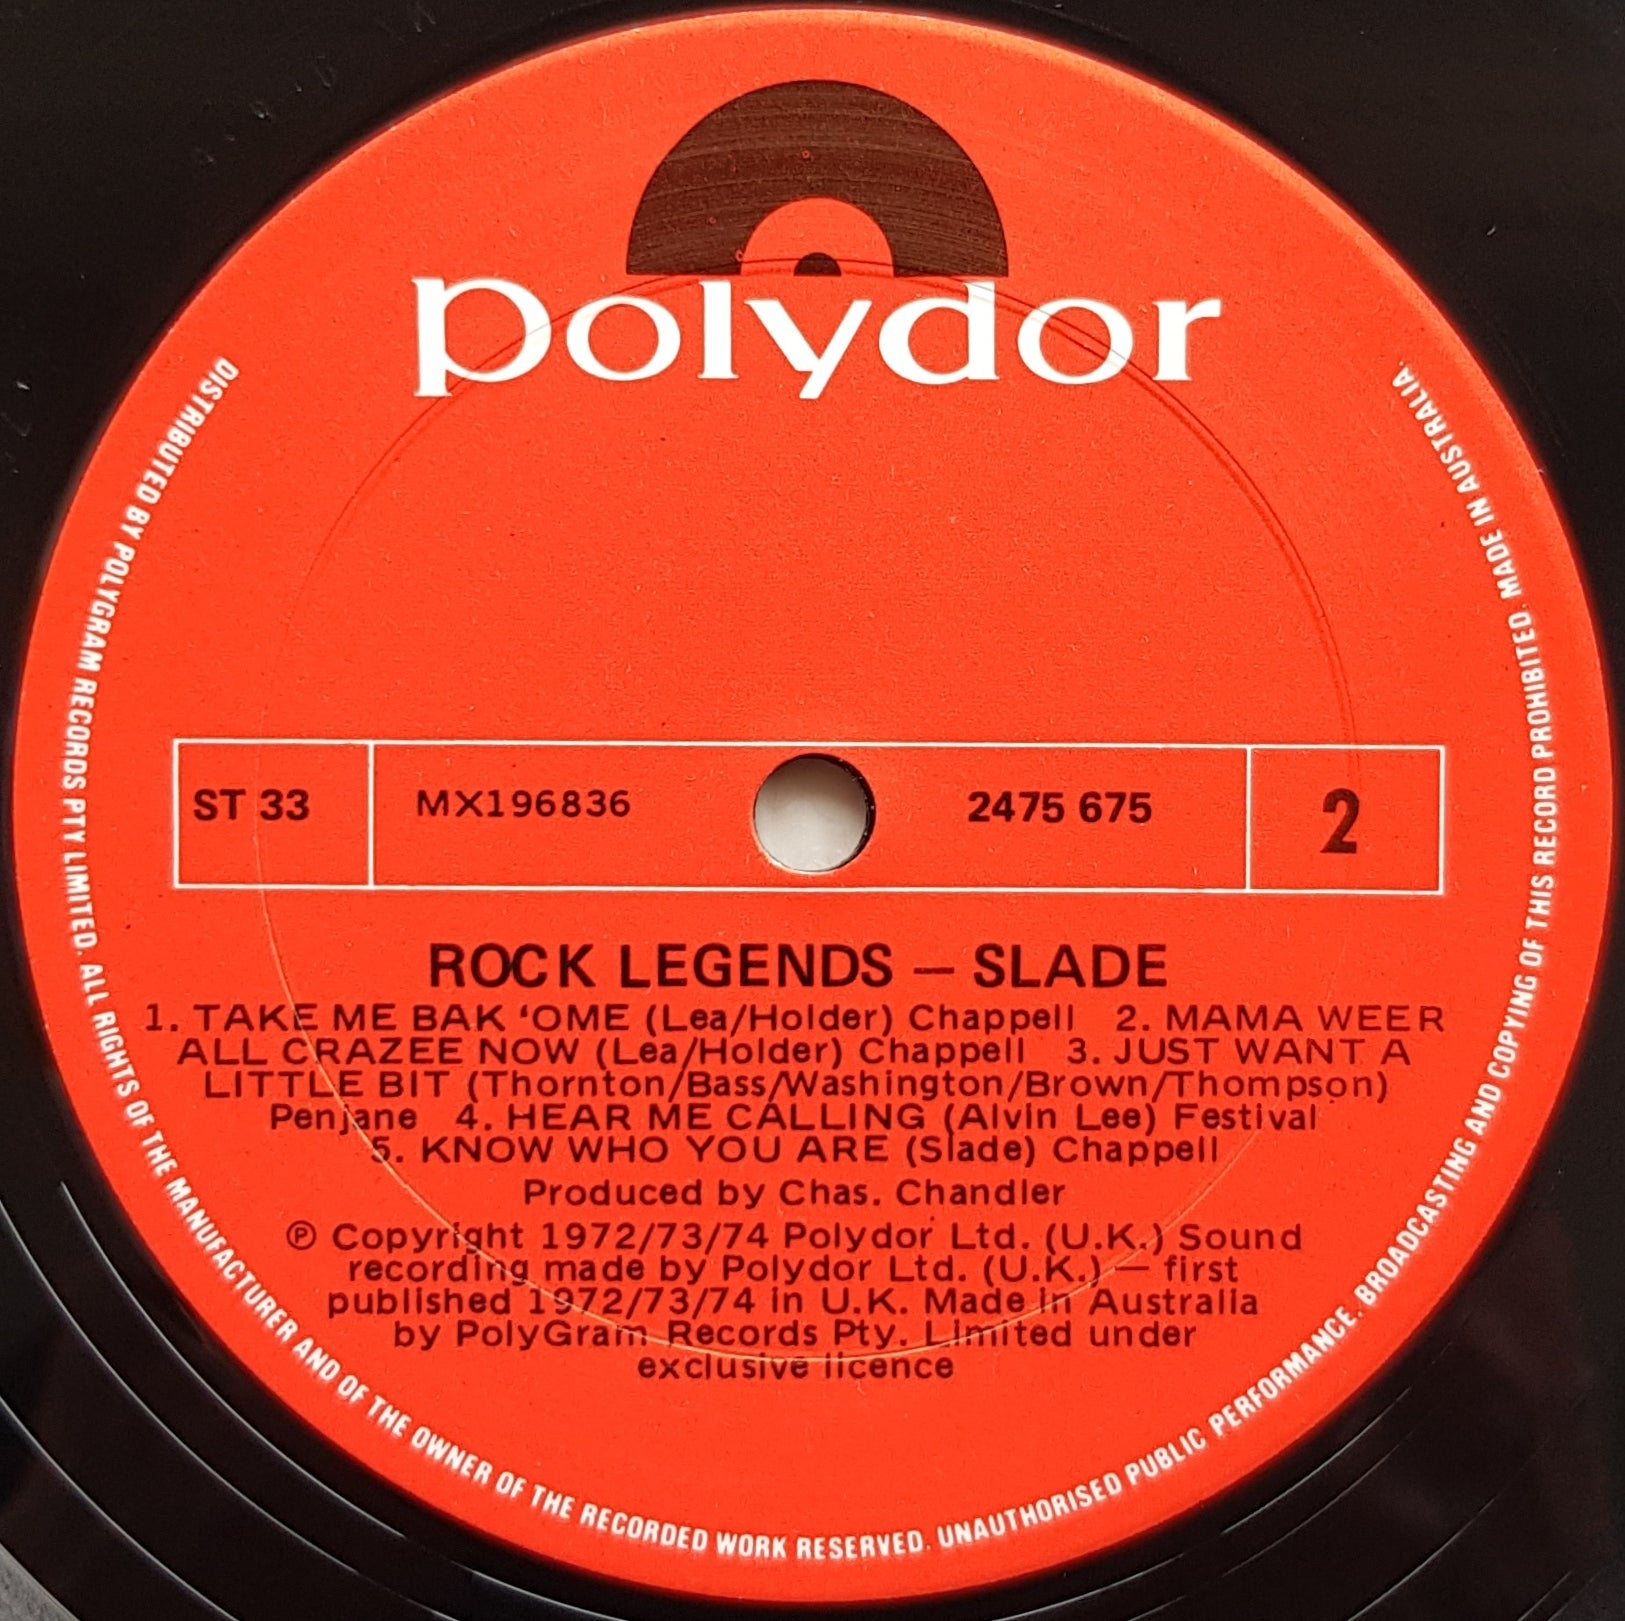 polydor
ST 33
MX196836
2475 675
2
ROCK LEGENDS – SLADE
1. TAKE ME BAK 'OME (Lea/Holder) Chappell 2. MAMA WEER
ALL CRAZEE NOW (Lea/Holder) Chappell 3. JUST WANT A
LITTLE BIT (Thornton/Bass/Washington/Brown/Thompson)
Penjane 4. HEAR ME CALLING (Alvin Lee) Festival
5. KNOW WHO YOU ARE (Slade) Chappell
Produced by Chas. Chandler
℗ Copyright 1972/73/74 Polydor Ltd. (U.K.) Sound
recording made by Polydor Ltd. (U.K.) — first
published 1972/73/74 in U.K. Made in Australia
by PolyGram Records Pty. Limited under
exclusive licence
DISTRIBUTED BY POLYGRAM RECORDS PTY LIMITED. ALL RIGHTS OF THE MANUFACTURER AND OF THE OWNER OF THE RECORDED WORK RESERVED. UNAUTHORISED PUBLIC PERFORMANCE. BROADCASTING AND COPYING OF THIS RECORD PROHIBITED. MADE IN AUSTRALIA.